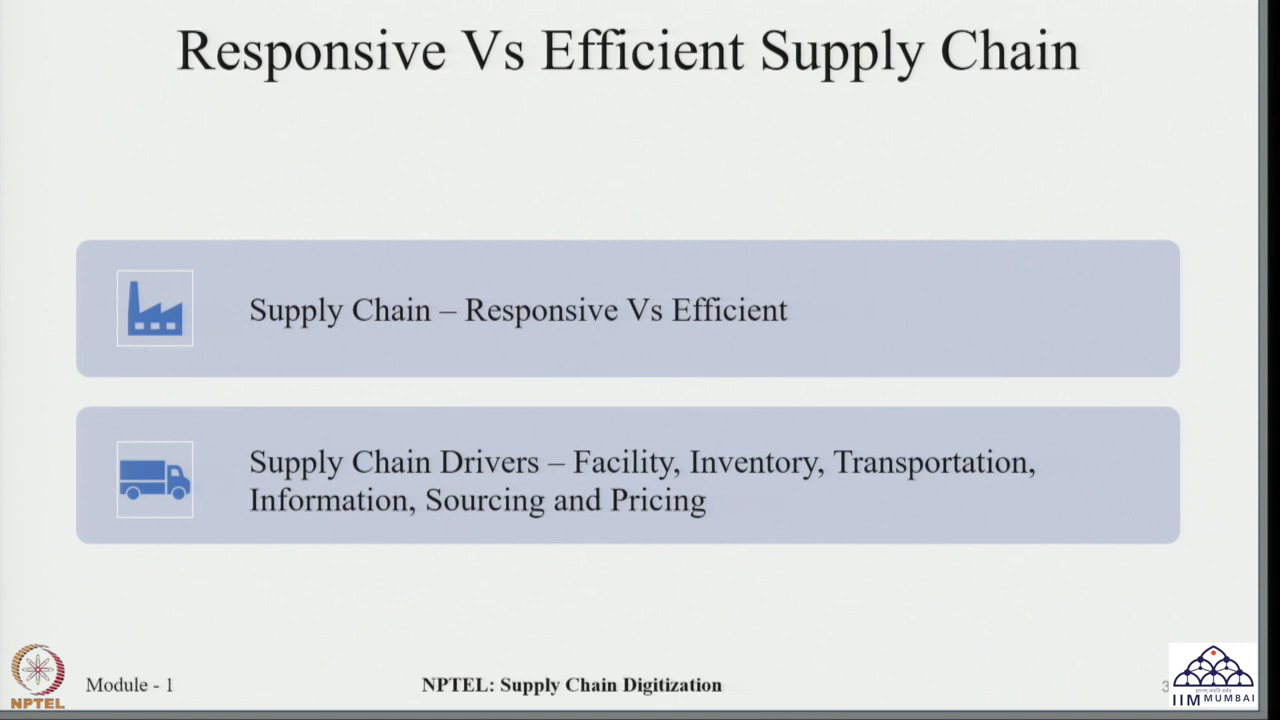 Responsive Vs Efficient Supply Chain
Supply Chain – Responsive Vs Efficient
Supply Chain Drivers – Facility, Inventory, Transportation,
Information, Sourcing and Pricing
NPTEL
Module - 1
NPTEL: Supply Chain Digitization
3
IIM MUMBAI